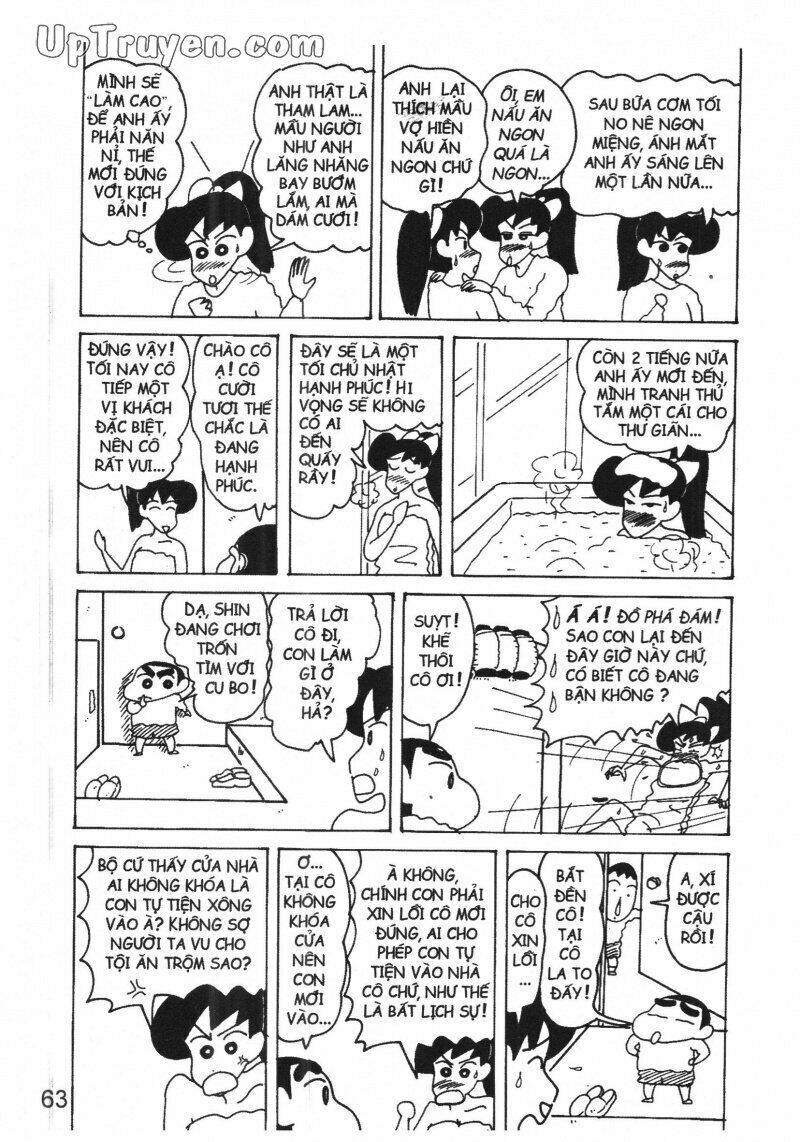 UpTruyen.com
SAU BỮA CƠM TỐI
NO NÊ NGON
MIỆNG, ÁNH MẮT
ANH ẤY SÁNG LÊN
MỘT LẦN NỮA...
ÔI, EM
NẤU ĂN
NGON
QUÁ LÀ
NGON...
ANH LẠI
THÍCH MẪU
VỢ HIỀN
NẤU ĂN
NGON CHỨ
GÌ!
ANH THẬT LÀ
THAM LAM...
MẪU NGƯỜI
NHƯ ANH
LĂNG NHĂNG
BAY BƯỚM
LẮM, AI MÀ
DÁM CƯỚI!
MÌNH SẼ
"LÀM CAO"
ĐỂ ANH ẤY
PHẢI NĂN
NỈ, THẾ
MỚI ĐÚNG
VỚI KỊCH
BẢN!
CÒN 2 TIẾNG NỮA
ANH ẤY MỚI ĐẾN,
MÌNH TRANH THỦ
TẮM MỘT CÁI CHO
THƯ GIÃN...
ĐÂY SẼ LÀ MỘT
TỐI CHỦ NHẬT
HẠNH PHÚC! HI
VỌNG SẼ KHÔNG
CÓ AI
ĐẾN
QUẤY
RẦY!
CHÀO CÔ
Ạ! CÔ
CƯỜI
TƯƠI THẾ
CHẮC LÀ
ĐANG
HẠNH
PHÚC.
ĐÚNG VẬY!
TỐI NAY CÔ
TIẾP MỘT
VỊ KHÁCH
ĐẶC BIỆT,
NÊN CÔ
RẤT VUI...
Á Á! ĐỒ PHÁ ĐÁM!
SAO CON LẠI ĐẾN
ĐÂY GIỜ NÀY CHỨ,
CÓ BIẾT CÔ ĐANG
BẬN KHÔNG?
SUỴT!
KHẼ
THÔI
CÔ ƠI!
TRẢ LỜI
CÔ ĐI,
CON LÀM
GÌ Ở
ĐÂY,
HẢ?
DẠ, SHIN
ĐANG CHƠI
TRỐN
TÌM VỚI
CU BO!
A, XÍ
ĐƯỢC
CẬU
RỒI!
BẮT
ĐỀN
CÔ!
TẠI
CÔ
LA TO
ĐẤY!
CHO
CÔ
XIN
LỖI
...
À KHÔNG,
CHÍNH CON PHẢI
XIN LỖI CÔ MỚI
ĐÚNG, AI CHO
PHÉP CON TỰ
TIỆN VÀO NHÀ
CÔ CHỨ, NHƯ THẾ
LÀ BẤT LỊCH SỰ!
Ơ...
TẠI CÔ
KHÔNG
KHÓA
CỬA
NÊN
CON
MỚI
VÀO...
BỘ CỨ THẤY CỬA NHÀ
AI KHÔNG KHÓA LÀ
CON TỰ TIỆN XÔNG
VÀO À? KHÔNG SỢ
NGƯỜI TA VU CHO
TỘI ĂN TRỘM SAO?
63